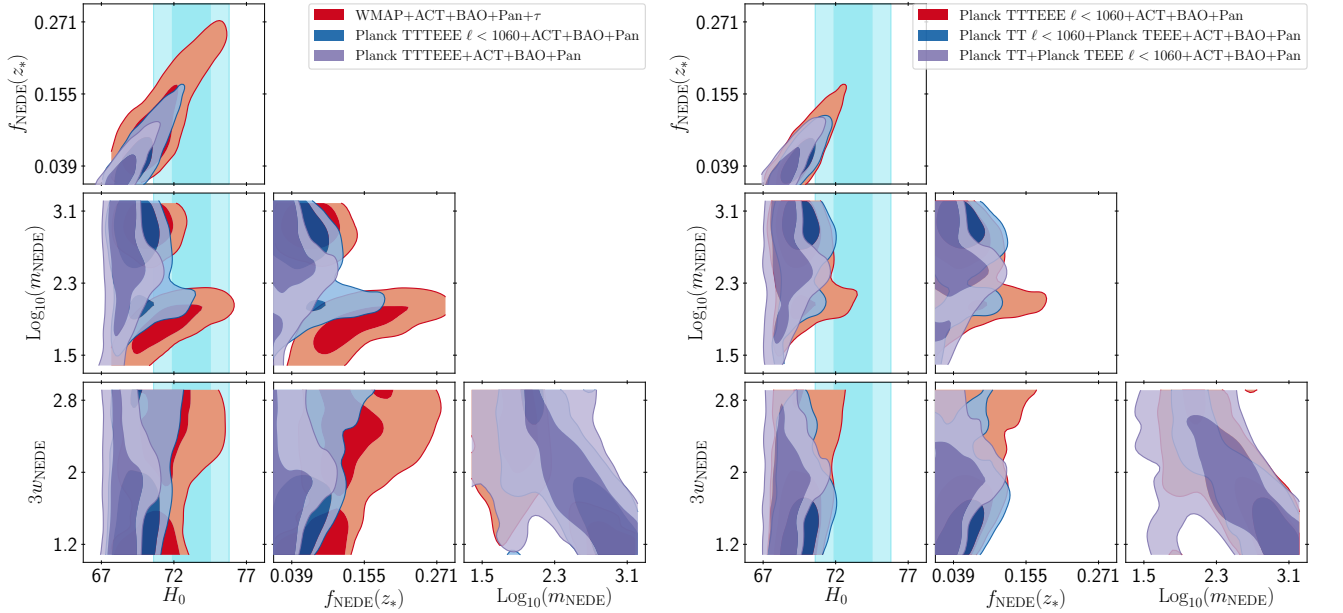 WMAP+ACT+BAO+Pan+τ
Planck TTTEEE ℓ < 1060+ACT+BAO+Pan
Planck TTTEEE+ACT+BAO+Pan
0.271
0.155
0.039
f_NEDE(z_*)
3.1
2.3
1.5
Log₁₀(m_NEDE)
2.8
2
1.2
3w_NEDE
67 72 77
H₀
0.039 0.155 0.271
f_NEDE(z_*)
1.5 2.3 3.1
Log₁₀(m_NEDE)
Planck TTTEEE ℓ < 1060+ACT+BAO+Pan
Planck TT ℓ < 1060+Planck TEEE+ACT+BAO+Pan
Planck TT+Planck TEEE ℓ < 1060+ACT+BAO+Pan
0.271
0.155
0.039
f_NEDE(z_*)
3.1
2.3
1.5
Log₁₀(m_NEDE)
2.8
2
1.2
3w_NEDE
67 72 77
H₀
0.039 0.155 0.271
f_NEDE(z_*)
1.5 2.3 3.1
Log₁₀(m_NEDE)